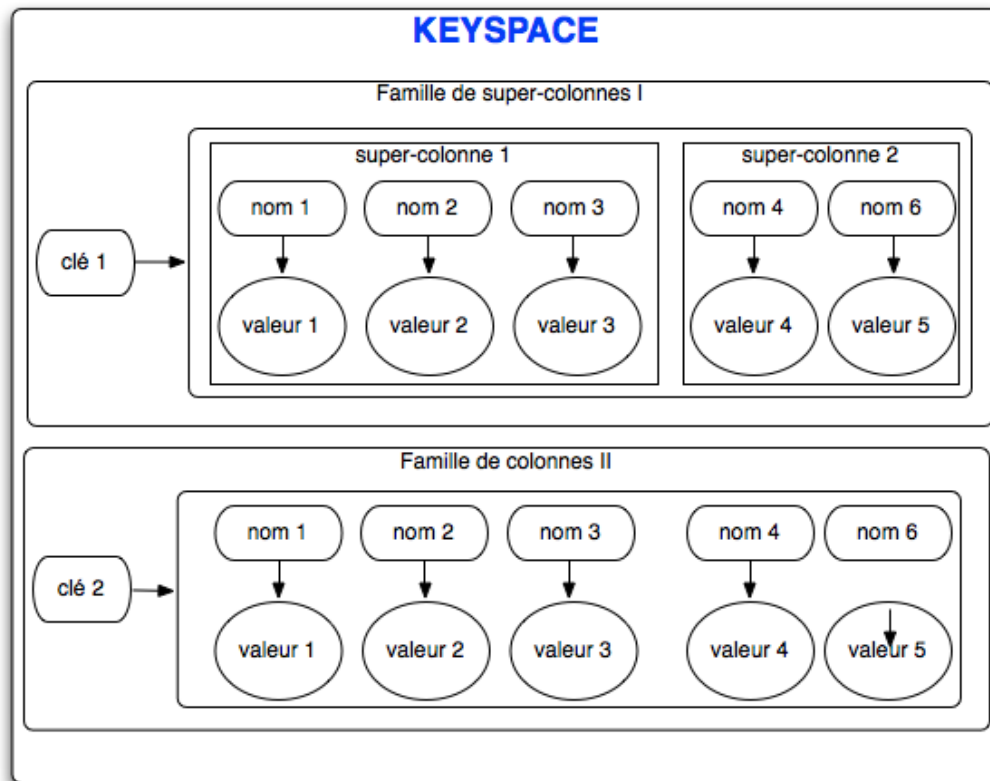 KEYSPACE
Famille de super-colonnes I
super-colonne 1
super-colonne 2
nom 1
nom 2
nom 3
nom 4
nom 6
clé 1
valeur 1
valeur 2
valeur 3
valeur 4
valeur 5
Famille de colonnes II
nom 1
nom 2
nom 3
nom 4
nom 6
clé 2
valeur 1
valeur 2
valeur 3
valeur 4
valeur 5